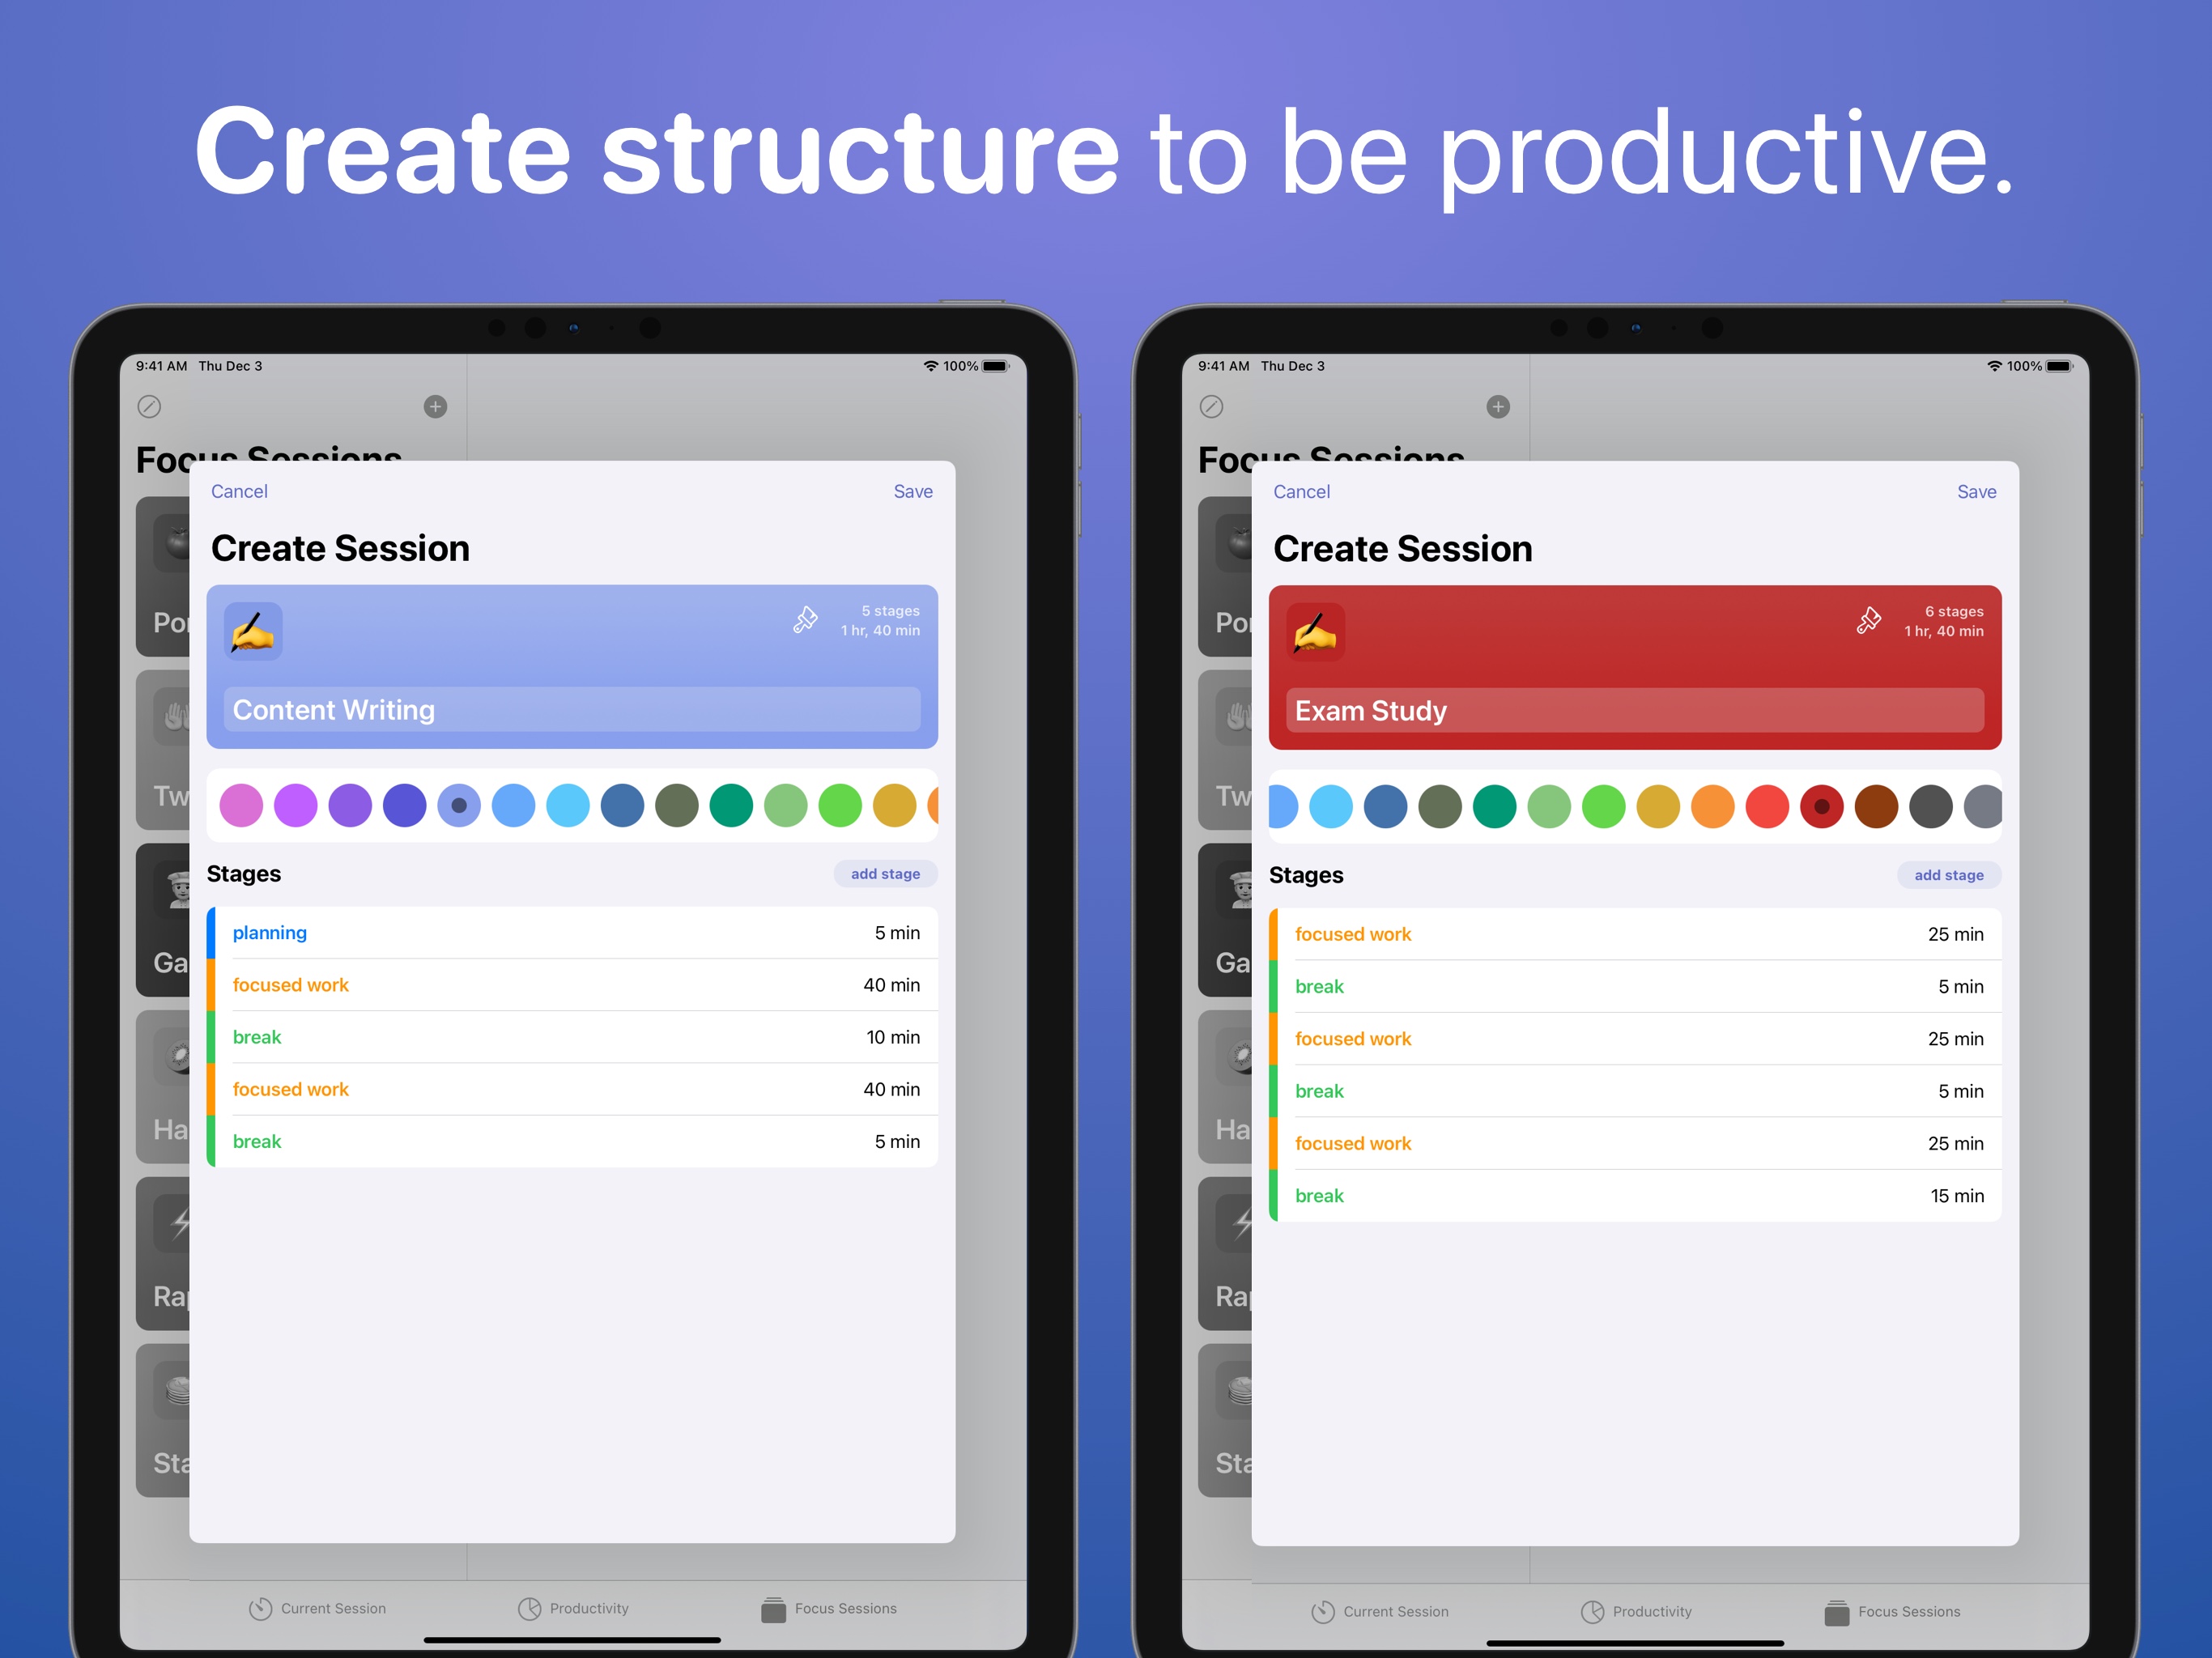 Create structure to be productive.
9:41 AM Thu Dec 3
100%
Focus Sessions
Cancel
Save
Create Session
5 stages
1 hr, 40 min
Content Writing
Stages
add stage
planning
5 min
focused work
40 min
break
10 min
focused work
40 min
break
5 min
Por
Tw
Ga
Ha
Rap
Sta
Current Session
Productivity
Focus Sessions
9:41 AM Thu Dec 3
100%
Focus Sessions
Cancel
Save
Create Session
6 stages
1 hr, 40 min
Exam Study
Stages
add stage
focused work
25 min
break
5 min
focused work
25 min
break
5 min
focused work
25 min
break
15 min
Por
Tw
Ga
Ha
Rap
Sta
Current Session
Productivity
Focus Sessions